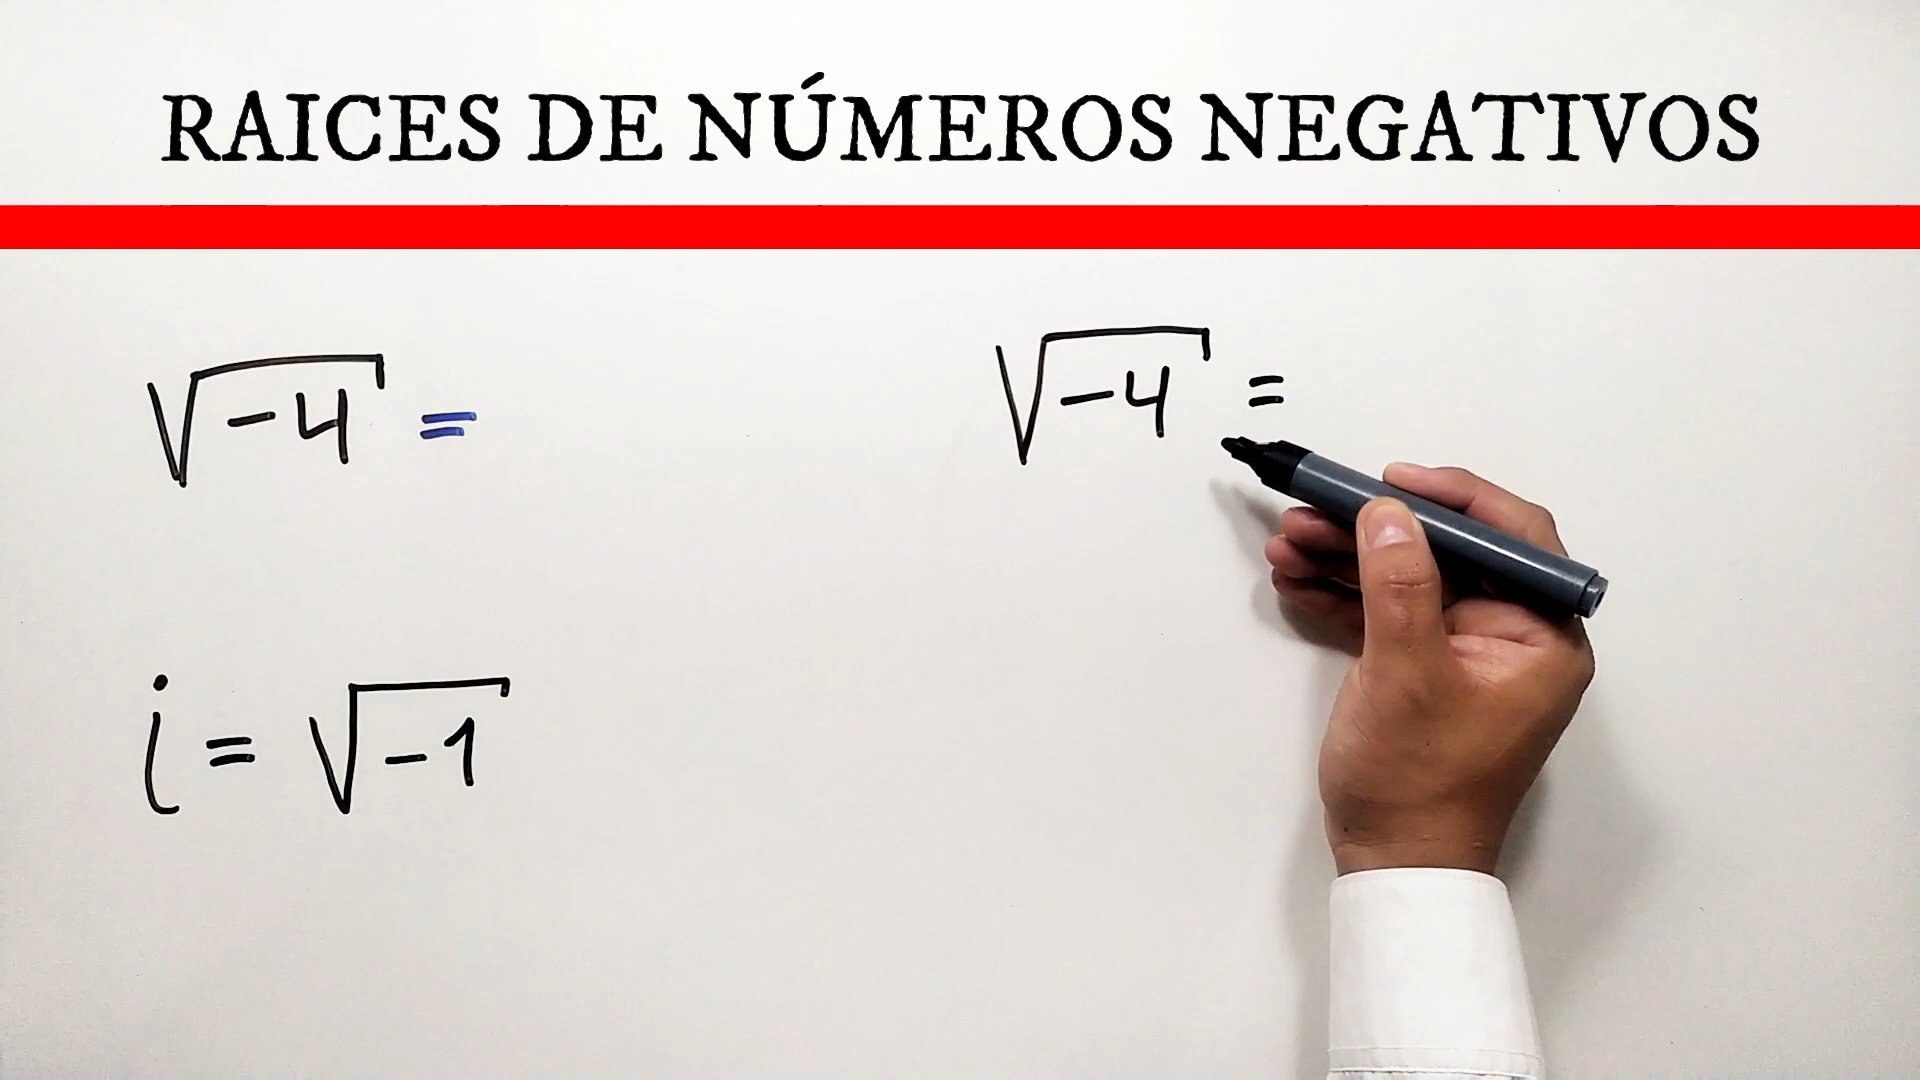 RAICES DE NÚMEROS NEGATIVOS
√-4 =
√-4 =
i = √-1